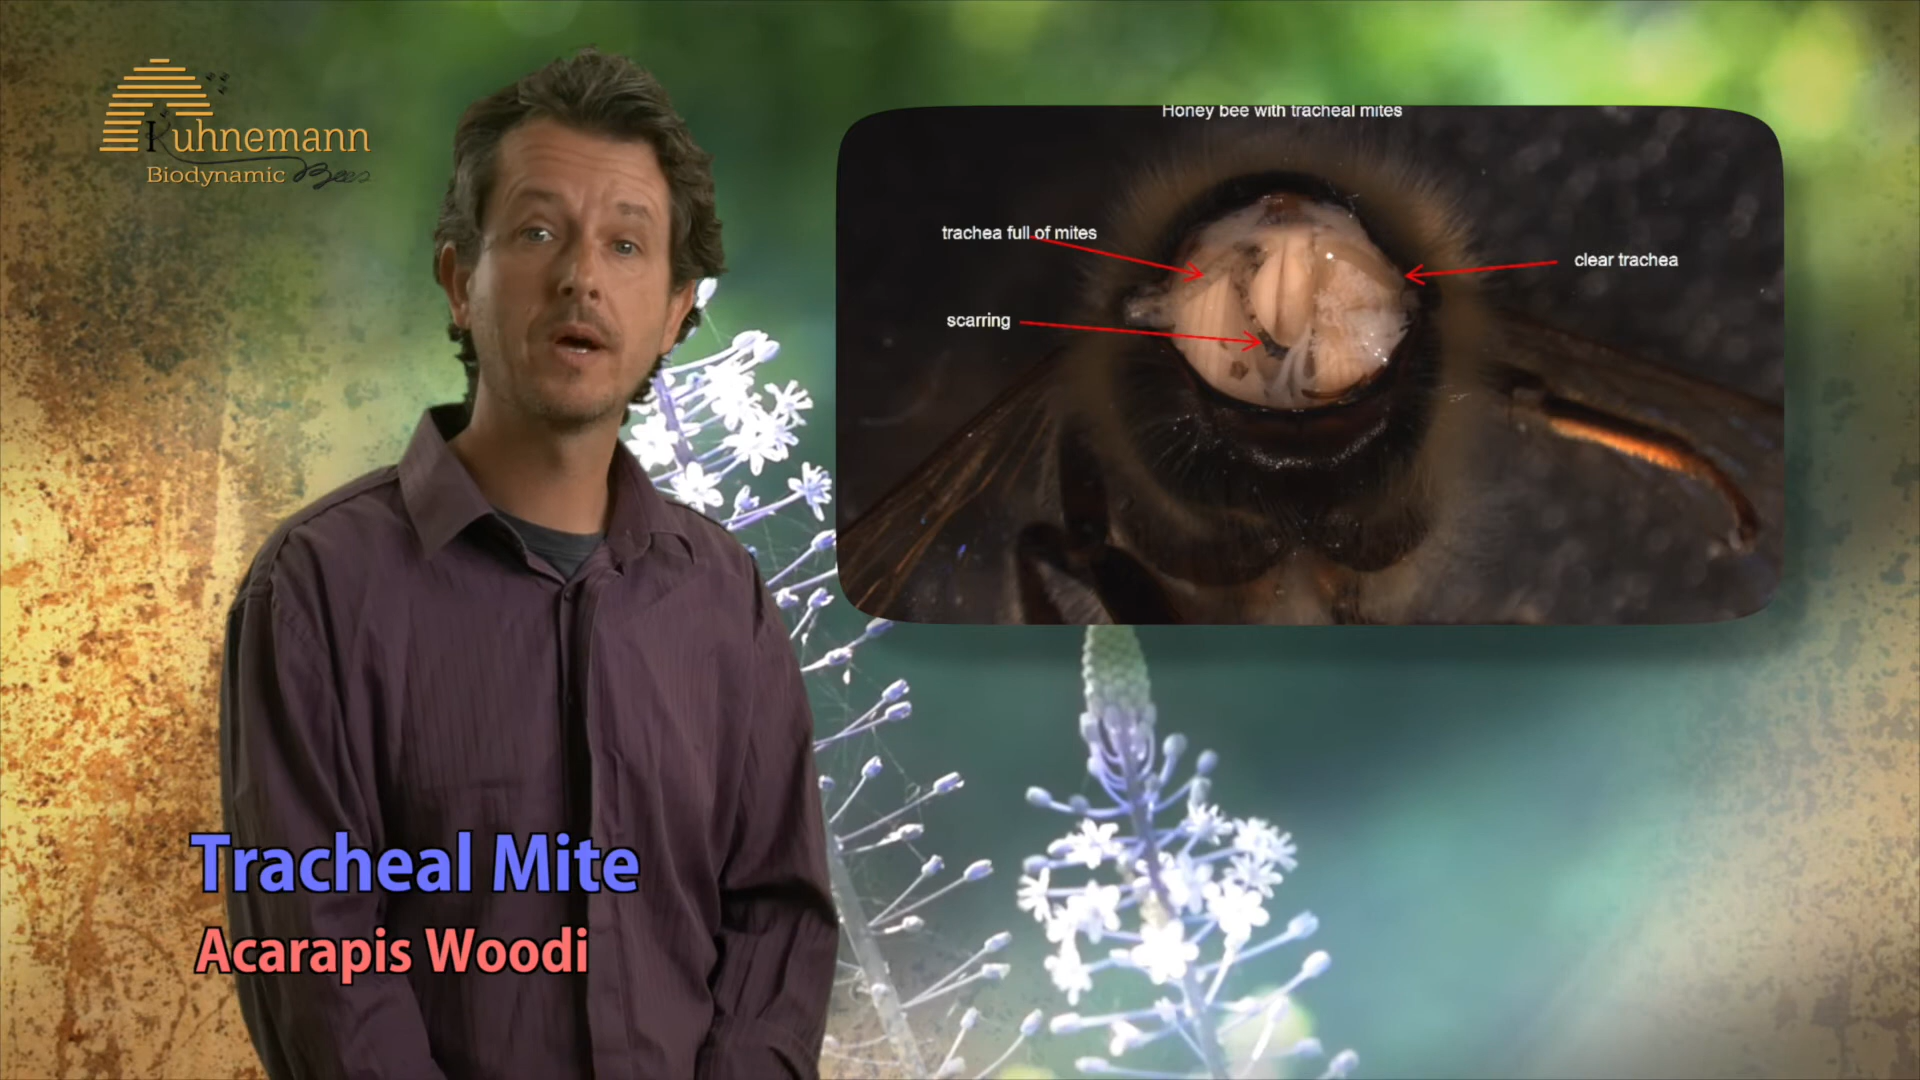 Kuhnemann
Biodynamic Bees
Honey bee with tracheal mites
trachea full of mites
clear trachea
scarring
Tracheal Mite
Acarapis Woodi